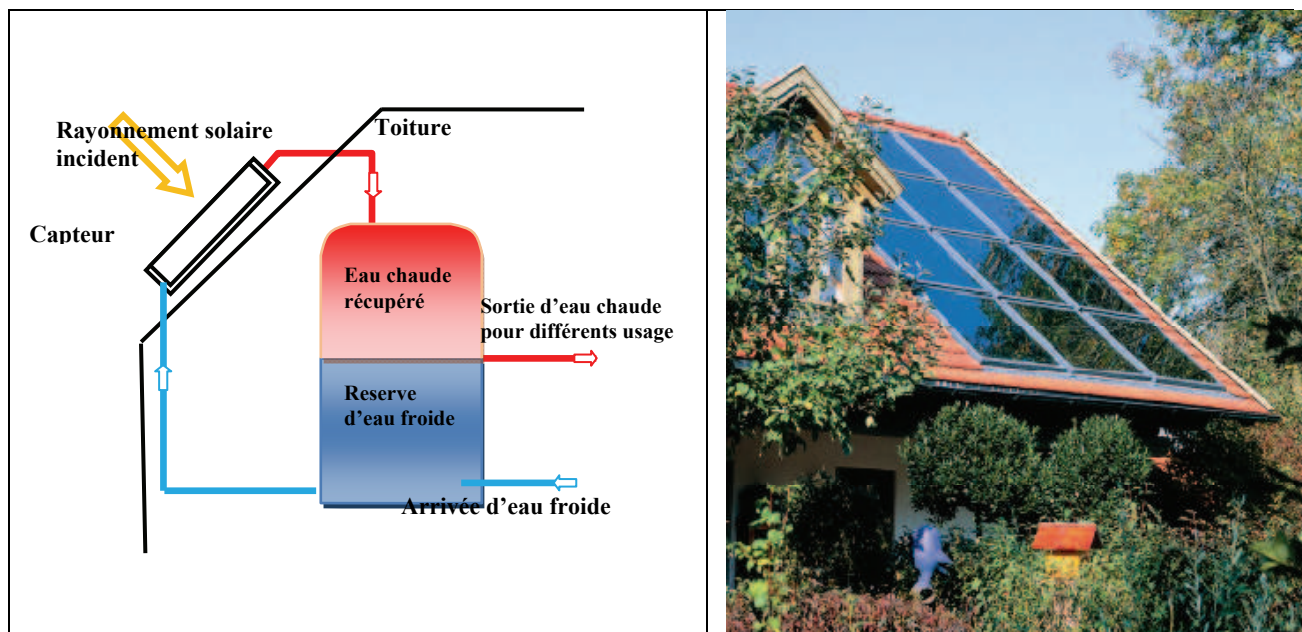 Rayonnement solaire
incident
Toiture
Capteur
Eau chaude
récupéré
Sortie d'eau chaude
pour différents usage
Reserve
d'eau froide
Arrivée d'eau froide